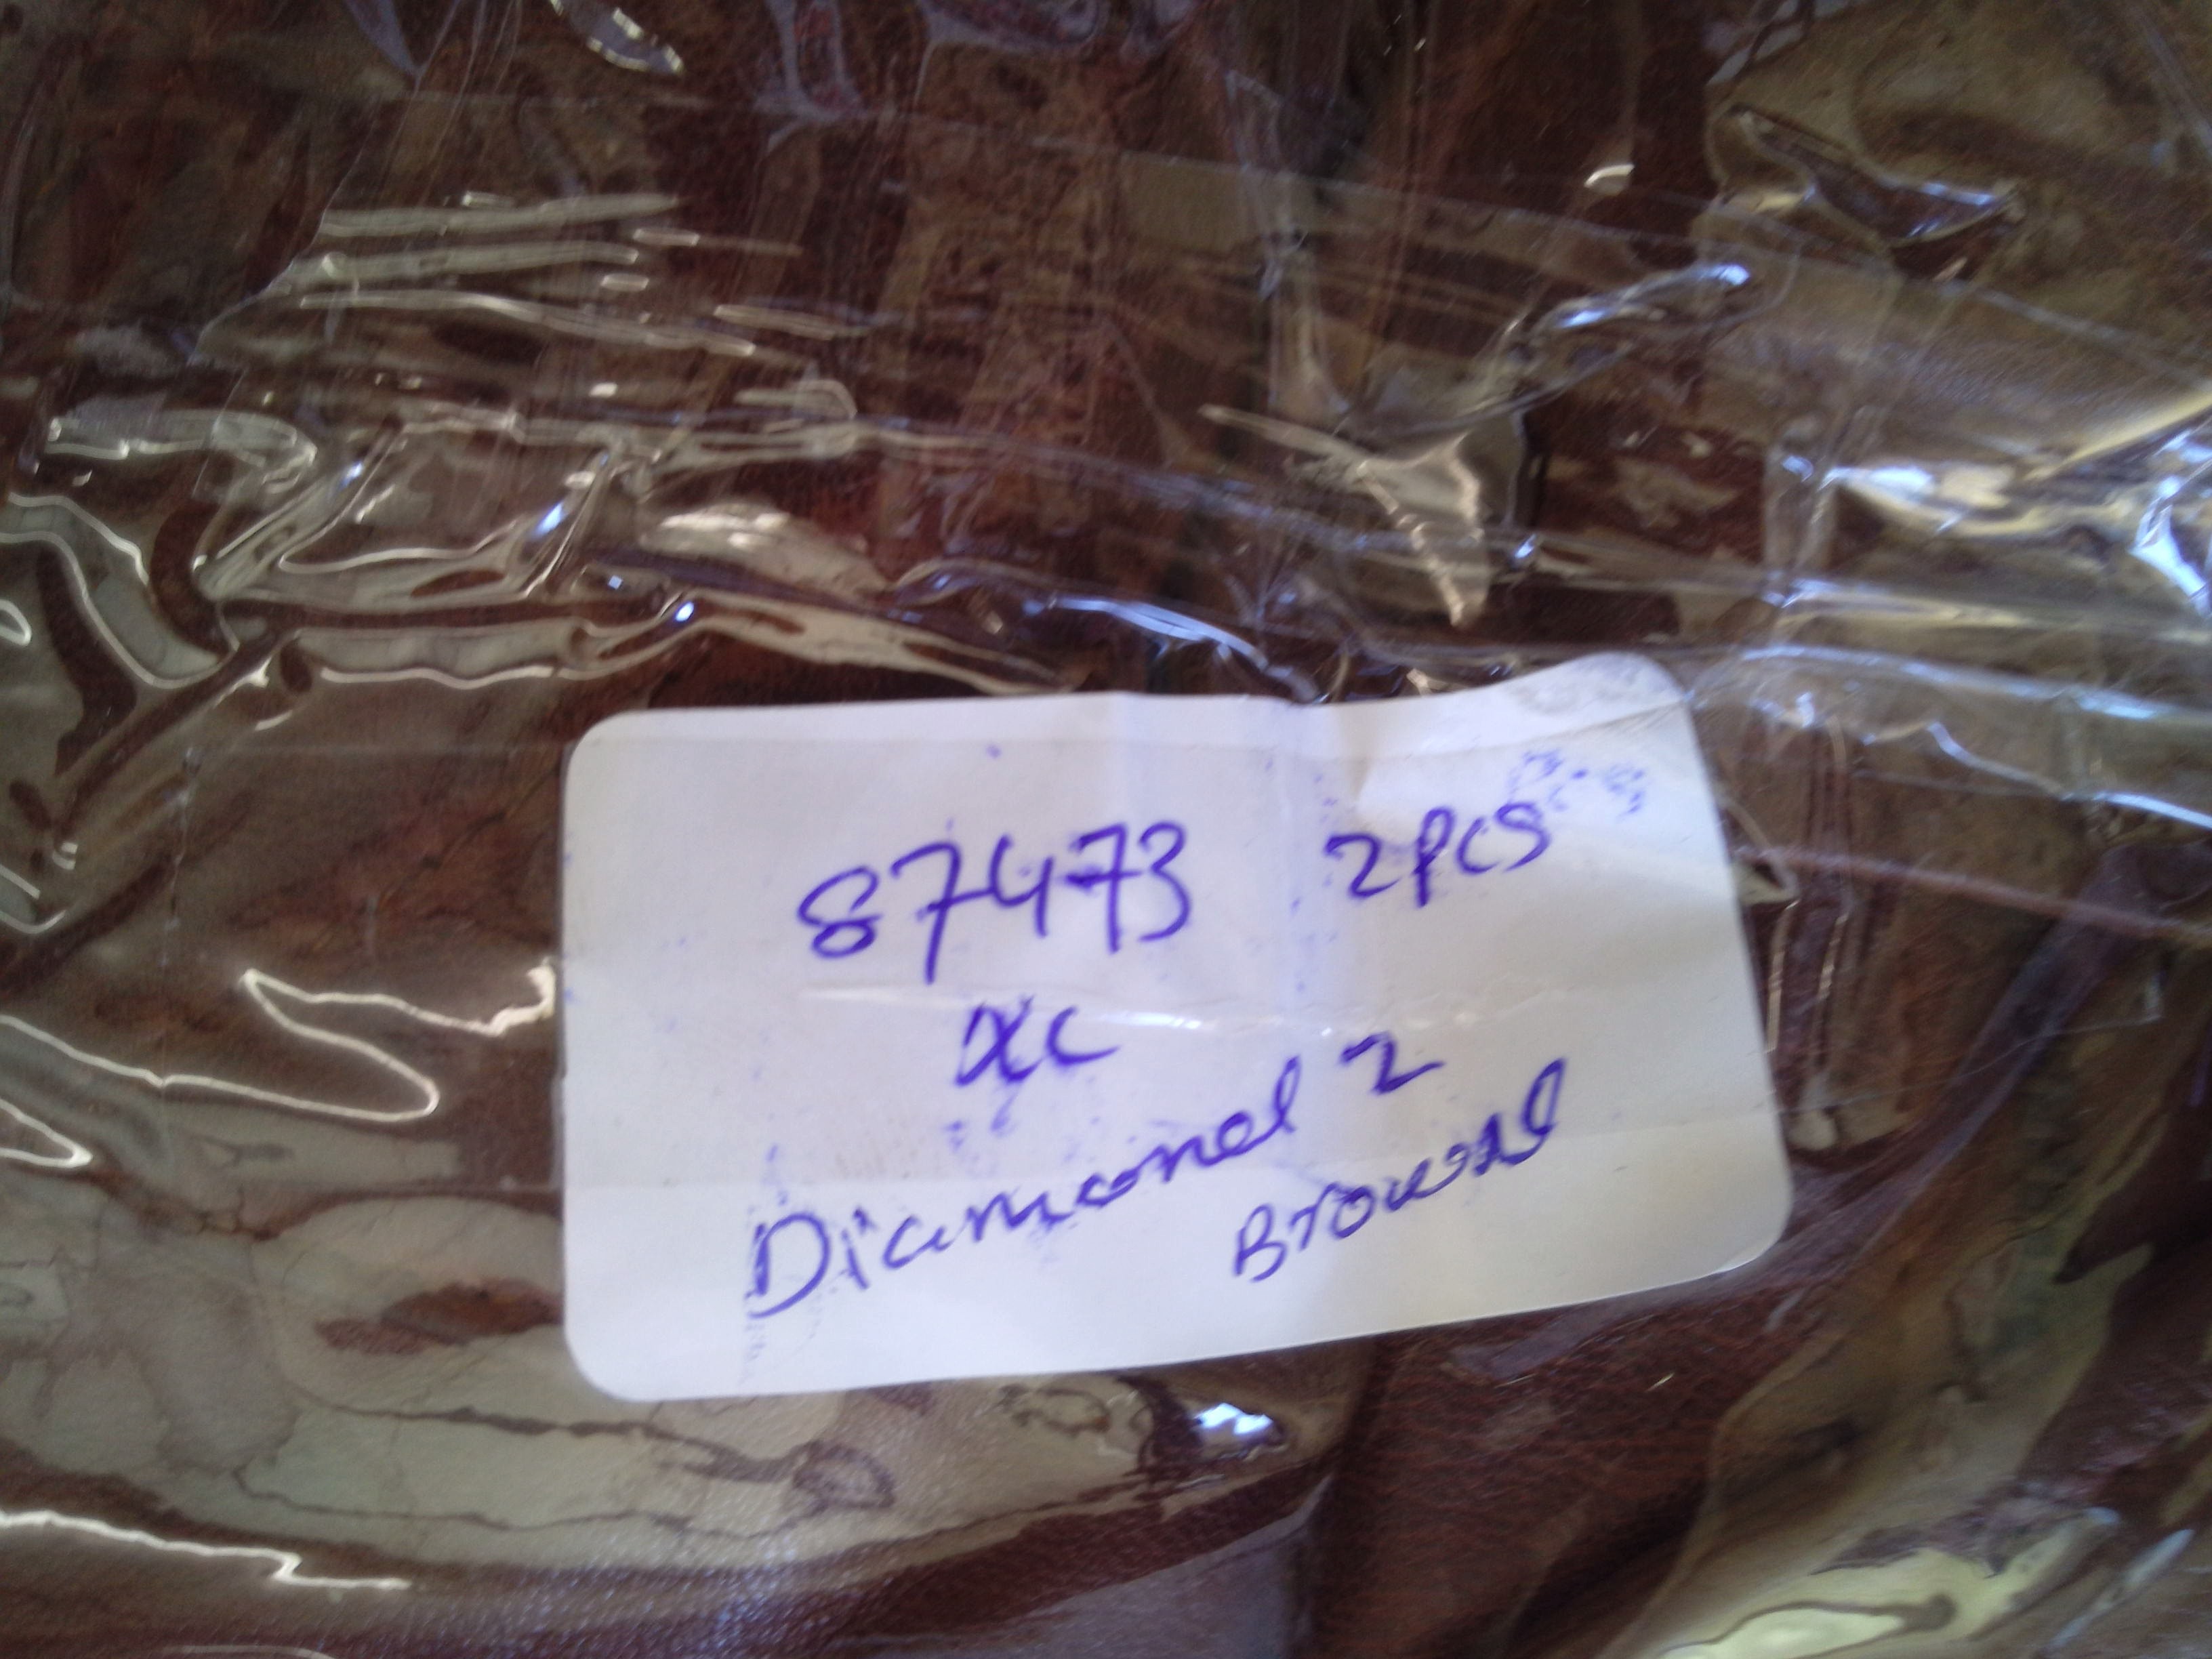 87473 2PCS
XL
Diamond 2
Brown